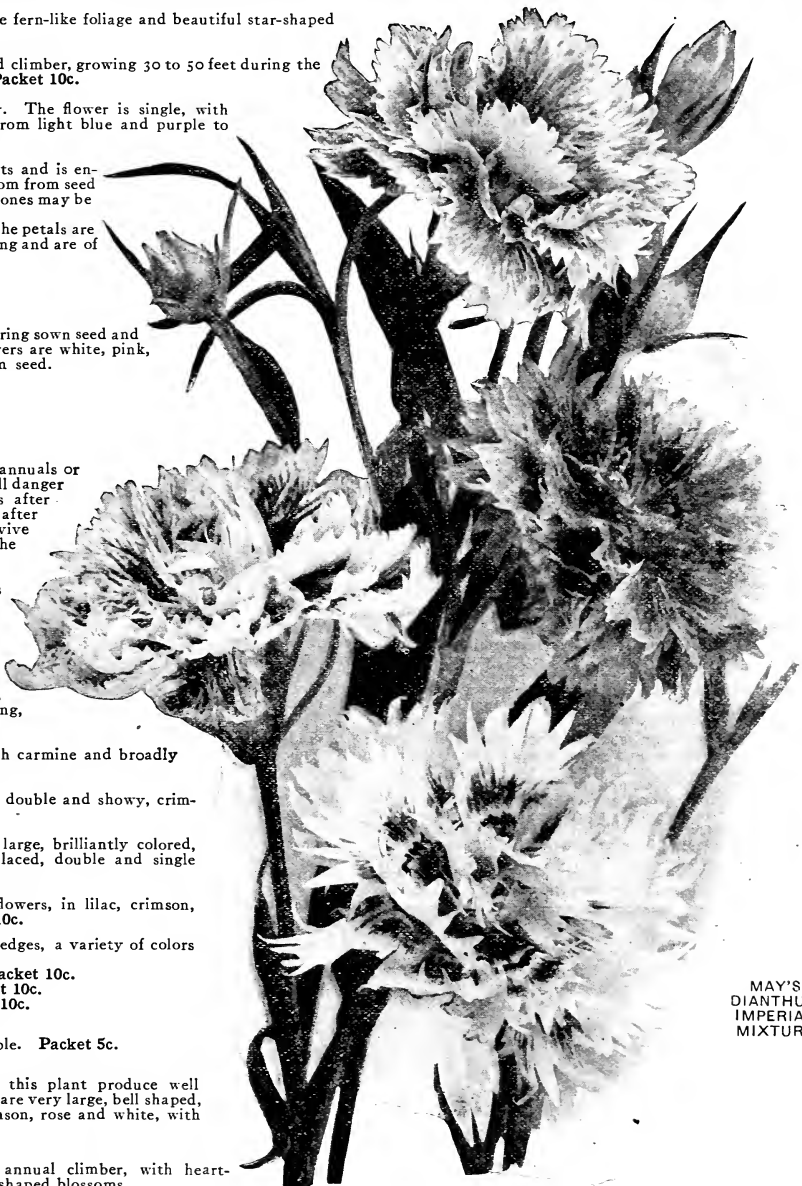 e fern-like foliage and beautiful star-shaped
d climber, growing 30 to 50 feet during the
Packet 10c.
. The flower is single, with
rom light blue and purple to
ts and is en-
om from seed
ones may be
he petals are
ng and are of
ring sown seed and
ers are white, pink,
n seed.
annuals or
ll danger
s after
after
vive
he
ng,
h carmine and broadly
double and showy, crim-
large, brilliantly colored,
laced, double and single
lowers, in lilac, crimson,
10c.
edges, a variety of colors
acket 10c.
t 10c.
10c.
ble. Packet 5c.
this plant produce well
are very large, bell shaped,
nson, rose and white, with
annual climber, with heart-
shaped blossoms
MAY'S
DIANTHU
IMPERIA
MIXTUR